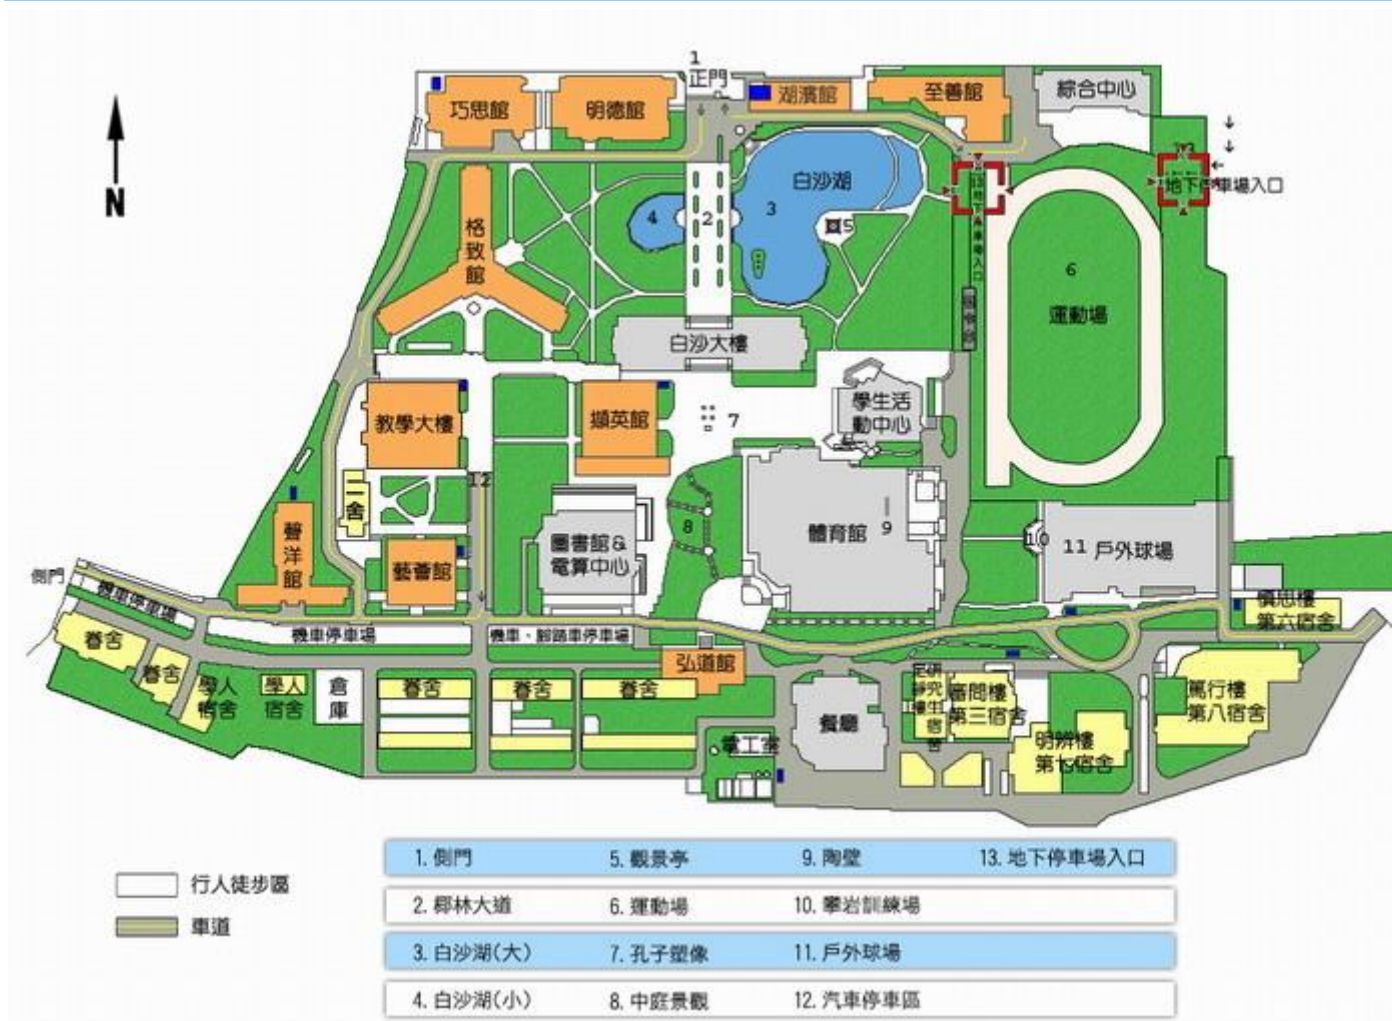 1
正門
巧思館
明德館
湖濱館
至善館
綜合中心
N
白沙湖
4
2
3
5
格致館
地下停車場入口
6
運動場
白沙大樓
教學大樓
擷英館
7
學生活
動中心
12
二舍
聲洋館
藝薈館
圖書館&
電算中心
8
體育館
9
10
11 戶外球場
側門
機車停車場
機車停車場
機車、腳踏車停車場
慎思樓
第六宿舍
眷舍
眷舍
學人
宿舍
學人
宿舍
倉庫
眷舍
眷舍
眷舍
弘道館
餐廳
電工室
研究生宿舍
審問樓
第三宿舍
明辨樓
第七宿舍
篤行樓
第八宿舍
行人徒步區
車道
1. 側門 5. 觀景亭 9. 陶壁 13. 地下停車場入口
2. 椰林大道 6. 運動場 10. 攀岩訓練場
3. 白沙湖(大) 7. 孔子塑像 11. 戶外球場
4. 白沙湖(小) 8. 中庭景觀 12. 汽車停車區